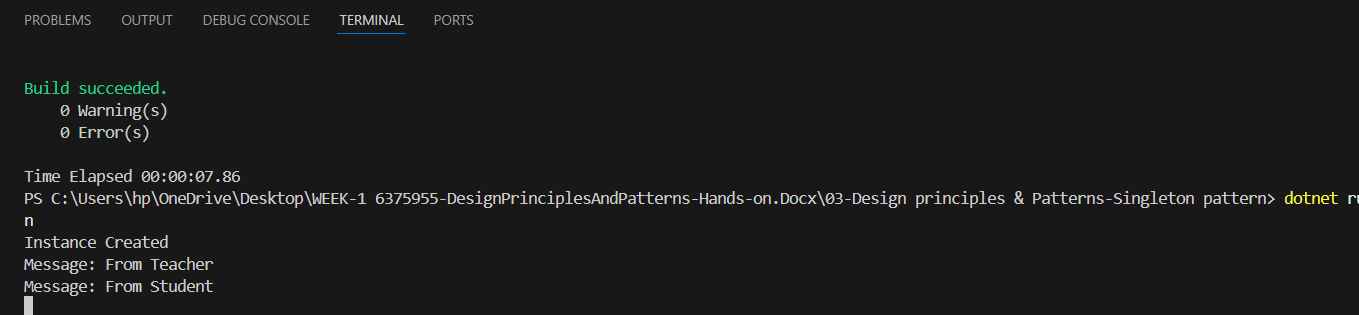 PROBLEMS OUTPUT DEBUG CONSOLE TERMINAL PORTS
Build succeeded.
0 Warning(s)
0 Error(s)
Time Elapsed 00:00:07.86
PS C:\Users\hp\OneDrive\Desktop\WEEK-1 6375955-DesignPrinciplesAndPatterns-Hands-on.Docx\03-Design principles & Patterns-Singleton pattern> dotnet ru
n
Instance Created
Message: From Teacher
Message: From Student